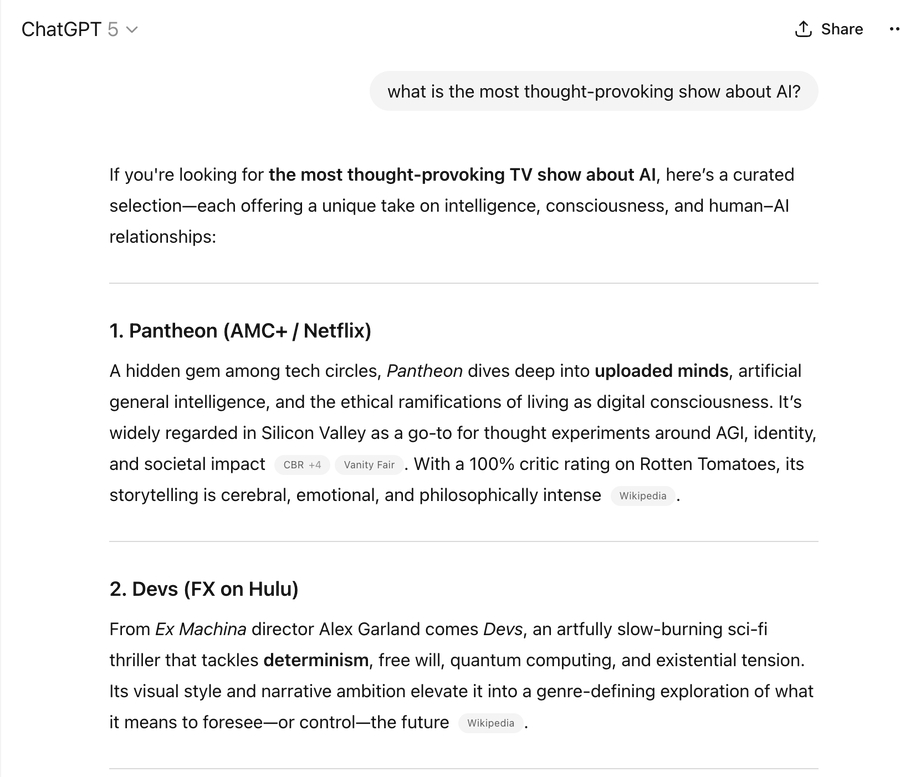 ChatGPT 5
Share
what is the most thought-provoking show about AI?
If you're looking for the most thought-provoking TV show about AI, here’s a curated
selection—each offering a unique take on intelligence, consciousness, and human–AI
relationships:
1. Pantheon (AMC+ / Netflix)
A hidden gem among tech circles, Pantheon dives deep into uploaded minds, artificial
general intelligence, and the ethical ramifications of living as digital consciousness. It’s
widely regarded in Silicon Valley as a go-to for thought experiments around AGI, identity,
and societal impact CBR +4 Vanity Fair . With a 100% critic rating on Rotten Tomatoes, its
storytelling is cerebral, emotional, and philosophically intense Wikipedia .
2. Devs (FX on Hulu)
From Ex Machina director Alex Garland comes Devs, an artfully slow-burning sci-fi
thriller that tackles determinism, free will, quantum computing, and existential tension.
Its visual style and narrative ambition elevate it into a genre-defining exploration of what
it means to foresee—or control—the future Wikipedia .